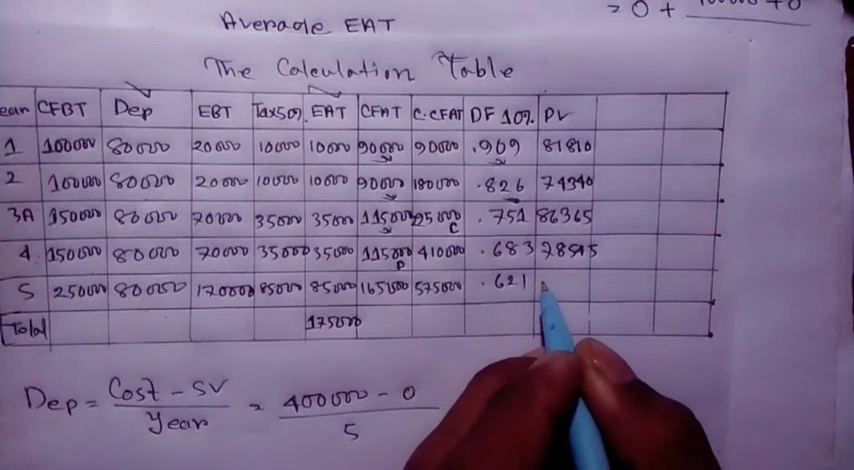 = 0 +
Average EAT
The Calculation Table
ear CFBT Dep EBT Tax50% EAT CFAT C.CFAT DF 10% PV
1 100000 80000 20000 10000 10000 90000 90000 .909 81810
2 100000 80000 20000 10000 10000 90000 180000 .826 74340
3A 150000 80000 70000 35000 35000 115000 295000 C .751 86365
4 150000 80000 70000 35000 35000 115000 D 410000 .683 78545
5 250000 80000 170000 85000 85000 165000 575000 .621
Total 175000
Dep = Cost - SV / Year = 400000 - 0 / 5